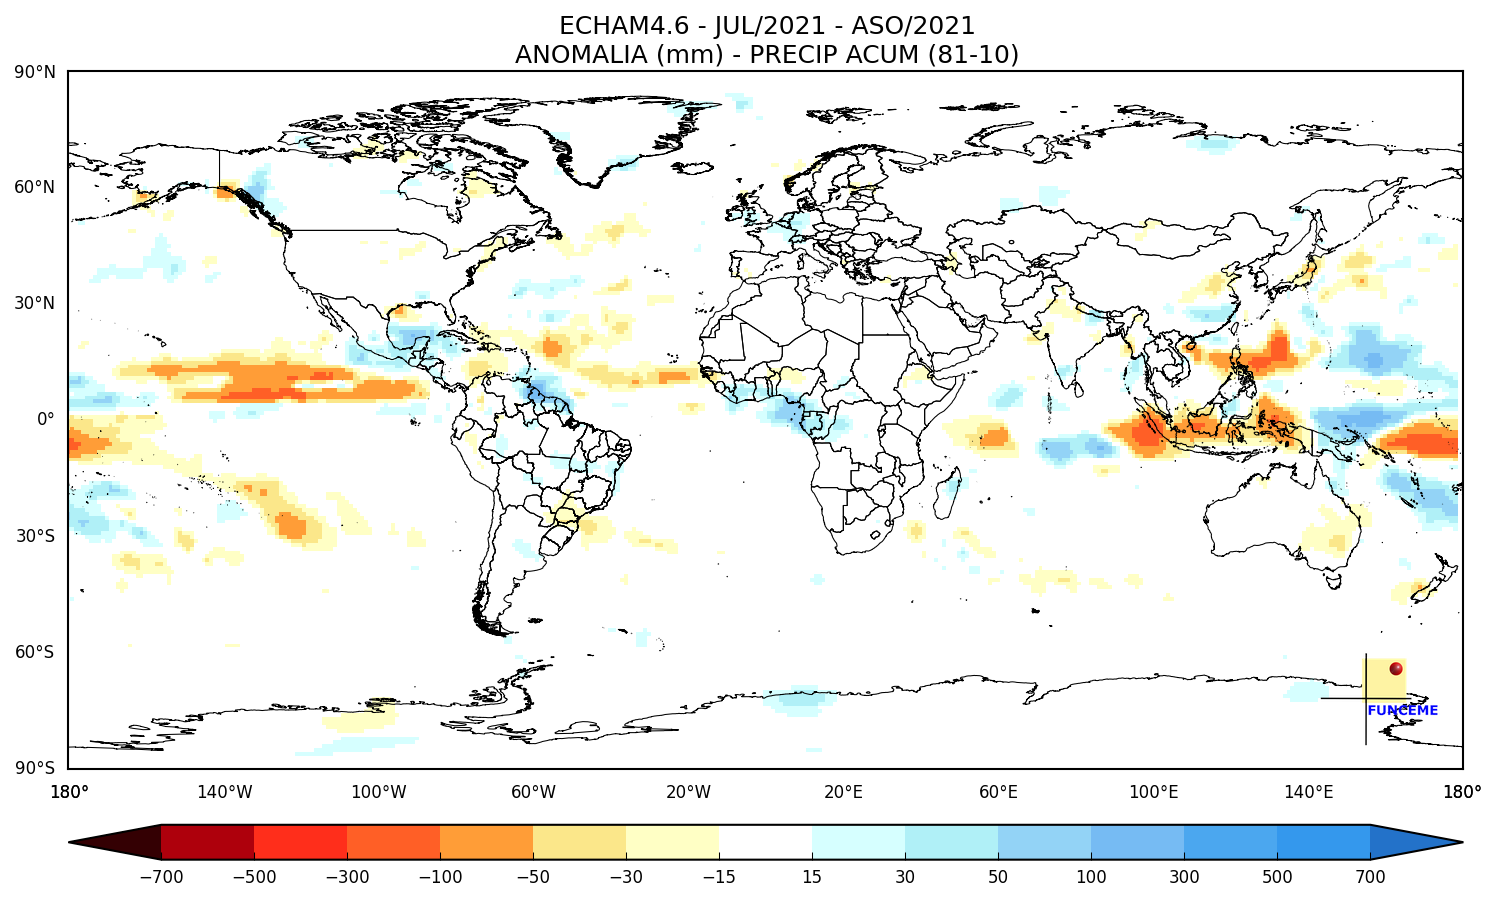 ECHAM4.6 - JUL/2021 - ASO/2021
ANOMALIA (mm) - PRECIP ACUM (81-10)
90°N
60°N
30°N
0°
30°S
60°S
90°S
FUNCEME
180° 140°W 100°W 60°W 20°W 20°E 60°E 100°E 140°E 180°
−700 −500 −300 −100 −50 −30 −15 15 30 50 100 300 500 700